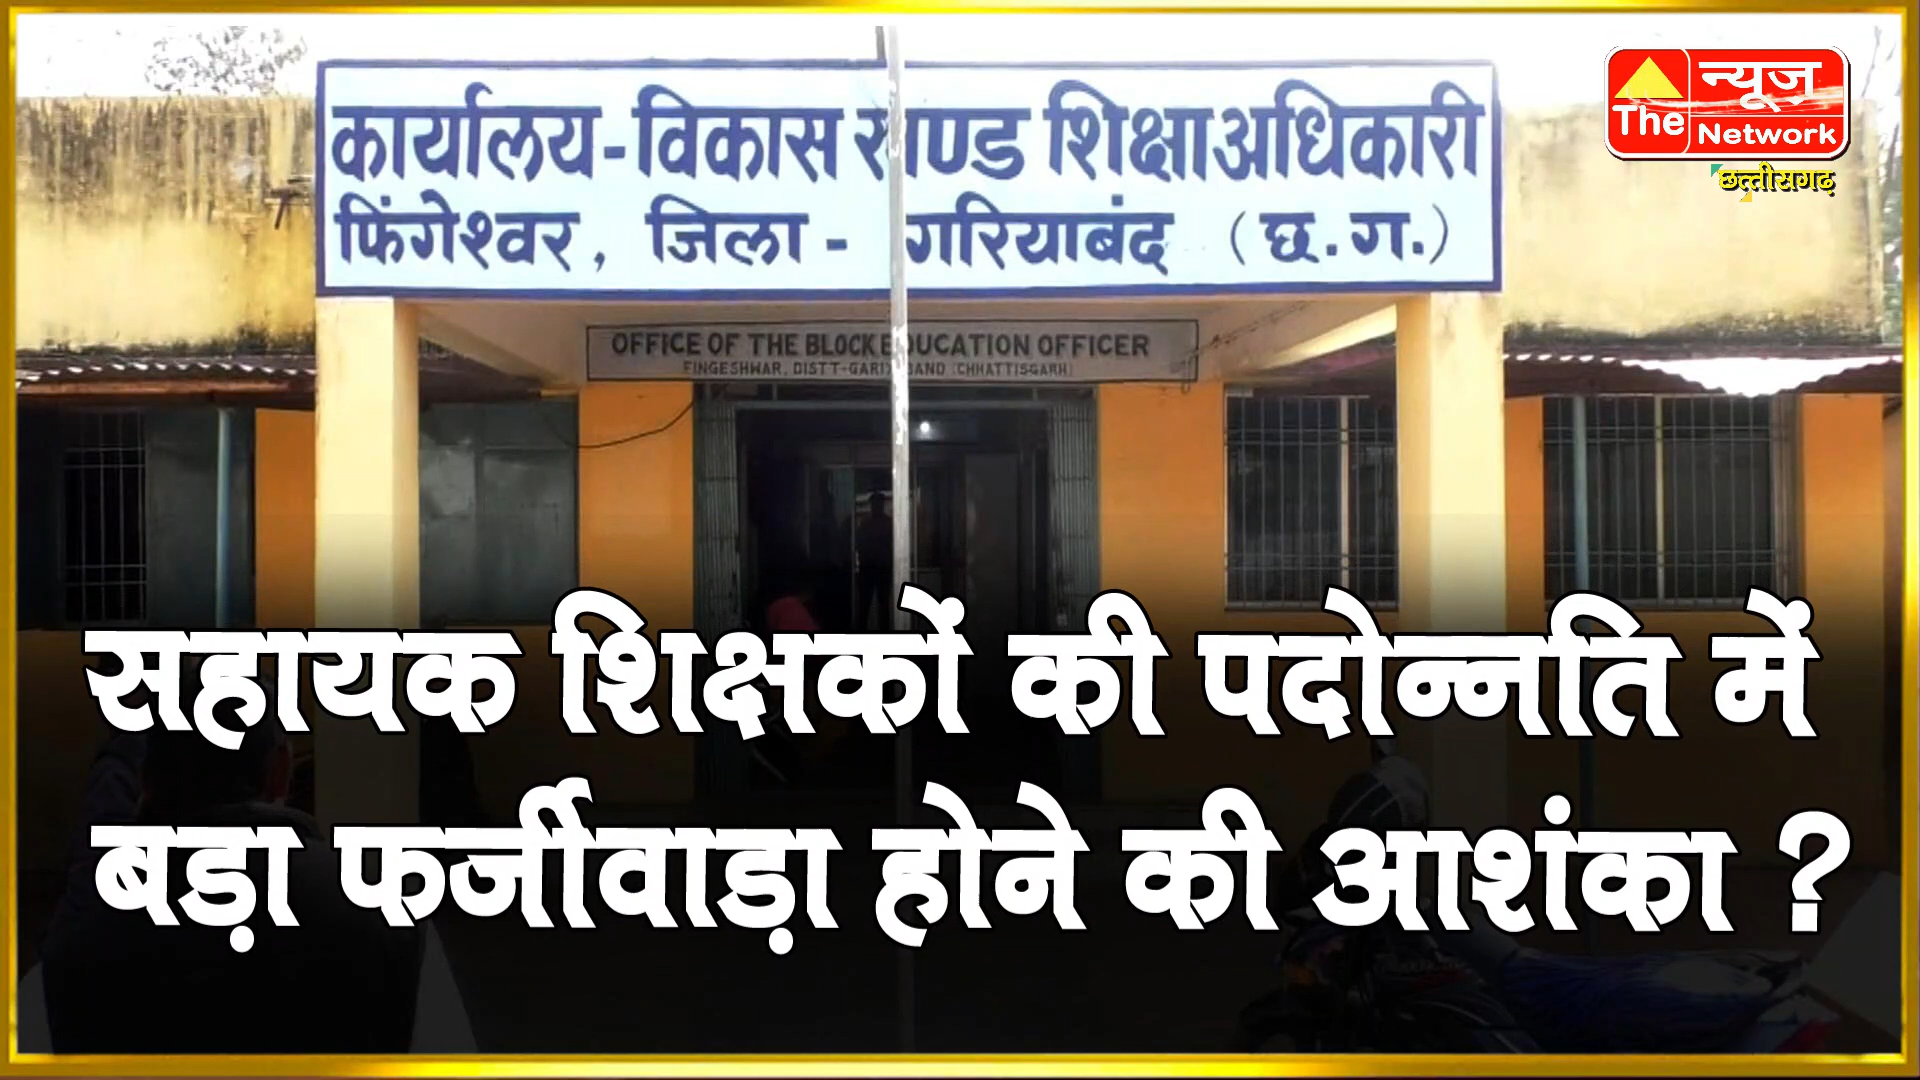 कार्यालय-विकास खण्ड शिक्षा अधिकारी
फिंगेश्वर, जिला - गरियाबंद (छ.ग.)
The न्यूज़ Network
छत्तीसगढ़
OFFICE OF THE BLOCK EDUCATION OFFICER
FINGESHWAR, DISTT-GARIYABAND (CHHATTISGARH)
सहायक शिक्षकों की पदोन्नति में
बड़ा फर्जीवाड़ा होने की आशंका ?